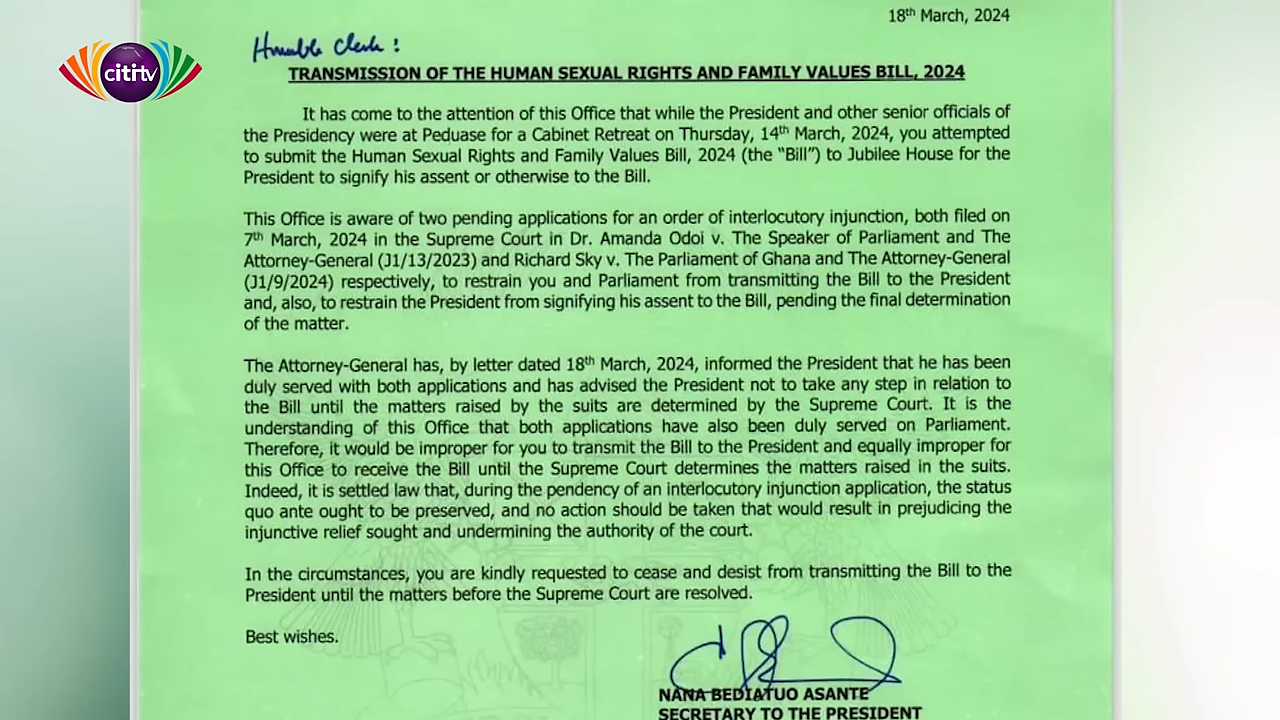 18th March, 2024
citi tv
Humble Clerk:
TRANSMISSION OF THE HUMAN SEXUAL RIGHTS AND FAMILY VALUES BILL, 2024
It has come to the attention of this Office that while the President and other senior officials of
the Presidency were at Peduase for a Cabinet Retreat on Thursday, 14th March, 2024, you attempted
to submit the Human Sexual Rights and Family Values Bill, 2024 (the “Bill”) to Jubilee House for the
President to signify his assent or otherwise to the Bill.
This Office is aware of two pending applications for an order of interlocutory injunction, both filed on
7th March, 2024 in the Supreme Court in Dr. Amanda Odoi v. The Speaker of Parliament and The
Attorney-General (J1/13/2023) and Richard Sky v. The Parliament of Ghana and The Attorney-General
(J1/9/2024) respectively, to restrain you and Parliament from transmitting the Bill to the President
and, also, to restrain the President from signifying his assent to the Bill, pending the final determination
of the matter.
The Attorney-General has, by letter dated 18th March, 2024, informed the President that he has been
duly served with both applications and has advised the President not to take any step in relation to
the Bill until the matters raised by the suits are determined by the Supreme Court. It is the
understanding of this Office that both applications have also been duly served on Parliament.
Therefore, it would be improper for you to transmit the Bill to the President and equally improper for
this Office to receive the Bill until the Supreme Court determines the matters raised in the suits.
Indeed, it is settled law that, during the pendency of an interlocutory injunction application, the status
quo ante ought to be preserved, and no action should be taken that would result in prejudicing the
injunctive relief sought and undermining the authority of the court.
In the circumstances, you are kindly requested to cease and desist from transmitting the Bill to the
President until the matters before the Supreme Court are resolved.
Best wishes.
NANA BEDIATUO ASANTE
SECRETARY TO THE PRESIDENT